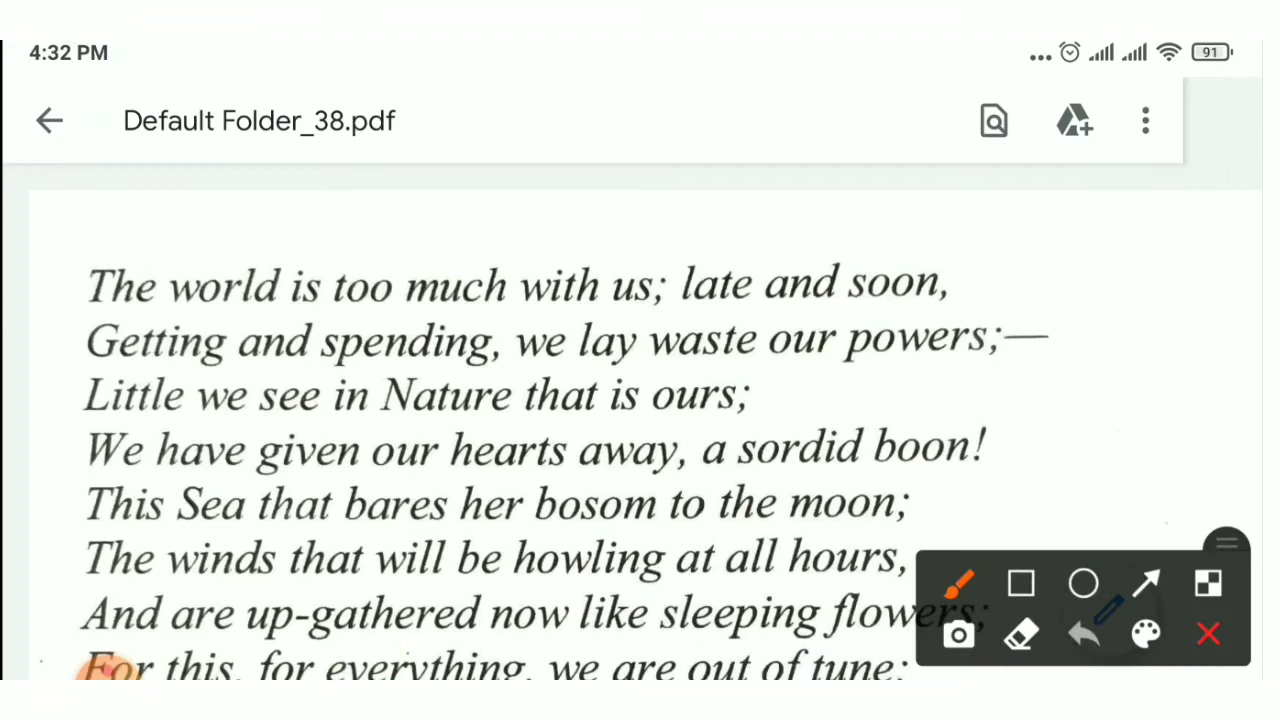 4:32 PM
91
Default Folder_38.pdf
The world is too much with us; late and soon,
Getting and spending, we lay waste our powers;—
Little we see in Nature that is ours;
We have given our hearts away, a sordid boon!
This Sea that bares her bosom to the moon;
The winds that will be howling at all hours,
And are up-gathered now like sleeping flowers;
For this, for everything, we are out of tune;